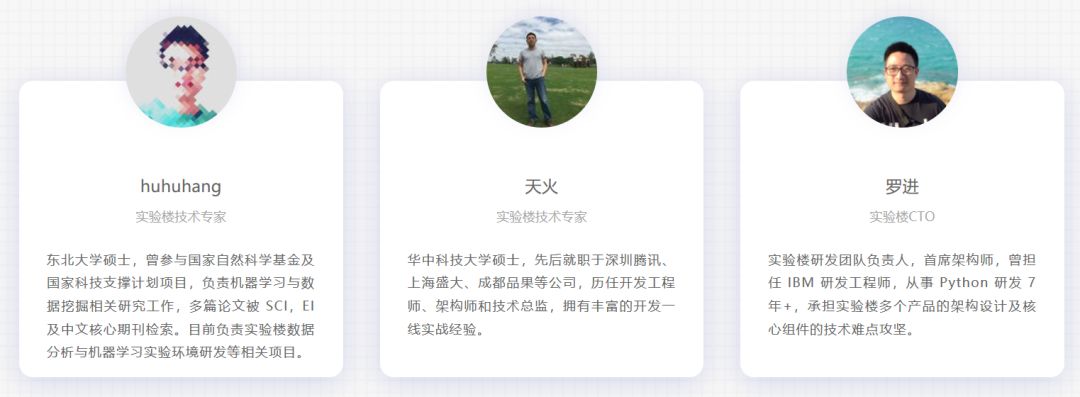 huhuhang
实验楼技术专家
东北大学硕士，曾参与国家自然科学基金及
国家科技支撑计划项目，负责机器学习与数
据挖掘相关研究工作，多篇论文被 SCI，EI
及中文核心期刊检索。目前负责实验楼数据
分析与机器学习实验环境研发等相关项目。
天火
实验楼技术专家
华中科技大学硕士，先后就职于深圳腾讯、
上海盛大、成都品果等公司，历任开发工程
师、架构师和技术总监，拥有丰富的开发一
线实战经验。
罗进
实验楼CTO
实验楼研发团队负责人，首席架构师，曾担
任 IBM 研发工程师，从事 Python 研发 7
年+，承担实验楼多个产品的架构设计及核
心组件的技术难点攻坚。